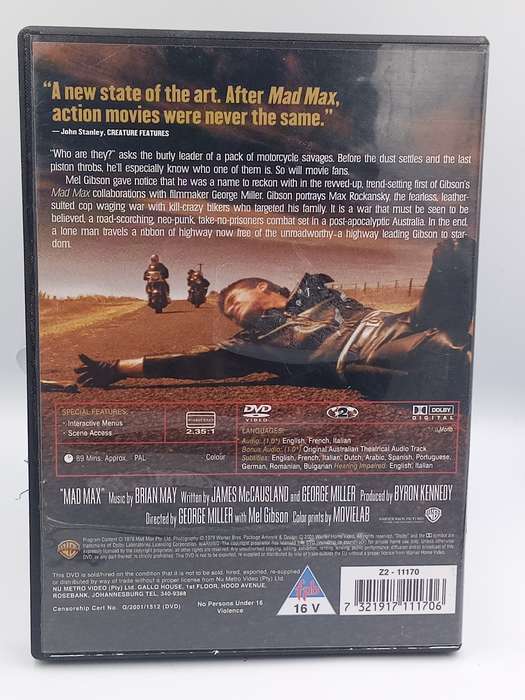 “A new state of the art. After Mad Max,
action movies were never the same.”
— John Stanley, CREATURE FEATURES
"Who are they?" asks the burly leader of a pack of motorcycle savages. Before the dust settles and the last
piston throbs, he'll especially know who one of them is. So will movie fans.
Mel Gibson gave notice that he was a name to reckon with in the revved-up, trend-setting first of Gibson's
Mad Max collaborations with filmmaker George Miller. Gibson portrays Max Rockansky, the fearless, leather-
suited cop waging war with kill-crazy bikers who targeted his family. It is a war that must be seen to be
believed, a road-scorching, neo-punk, take-no-prisoners combat set in a post-apocalyptic Australia. In the end,
a lone man travels a ribbon of highway now free of the unroadworthy–a highway leading Gibson to star-
dom.
SPECIAL FEATURES:
• Interactive Menus
• Scene Access
2.35:1
DVD
VIDEO
2
DOLBY
DIGITAL
Mono
LANGUAGES:
Audio: (1.0*) English, French, Italian
Bonus Audio: (1.0*) Original Australian Theatrical Audio Track
Subtitles: English, French, Italian, Dutch, Arabic, Spanish, Portuguese,
German, Romanian, Bulgarian Hearing Impaired: English, Italian
89 Mins. Approx. PAL Colour
"MAD MAX" Music by BRIAN MAY Written by JAMES McCAUSLAND and GEORGE MILLER Produced by BYRON KENNEDY
Directed by GEORGE MILLER with Mel Gibson Color prints by MOVIELAB
This DVD is sold/hired on the condition that it is not to be sold, hired, exported, re-supplied
or distributed by way of trade without a proper license from Nu Metro Video (Pty) Ltd.
NU METRO VIDEO (Pty) Ltd. GALLO HOUSE, 1st FLOOR, HOOD AVENUE,
ROSEBANK, JOHANNESBURG TEL. 340-9388
Censorship Cert No. G/2001/1512 (DVD)
No Persons Under 16
Violence
16 V
Z2 - 11170
7 321917 111706